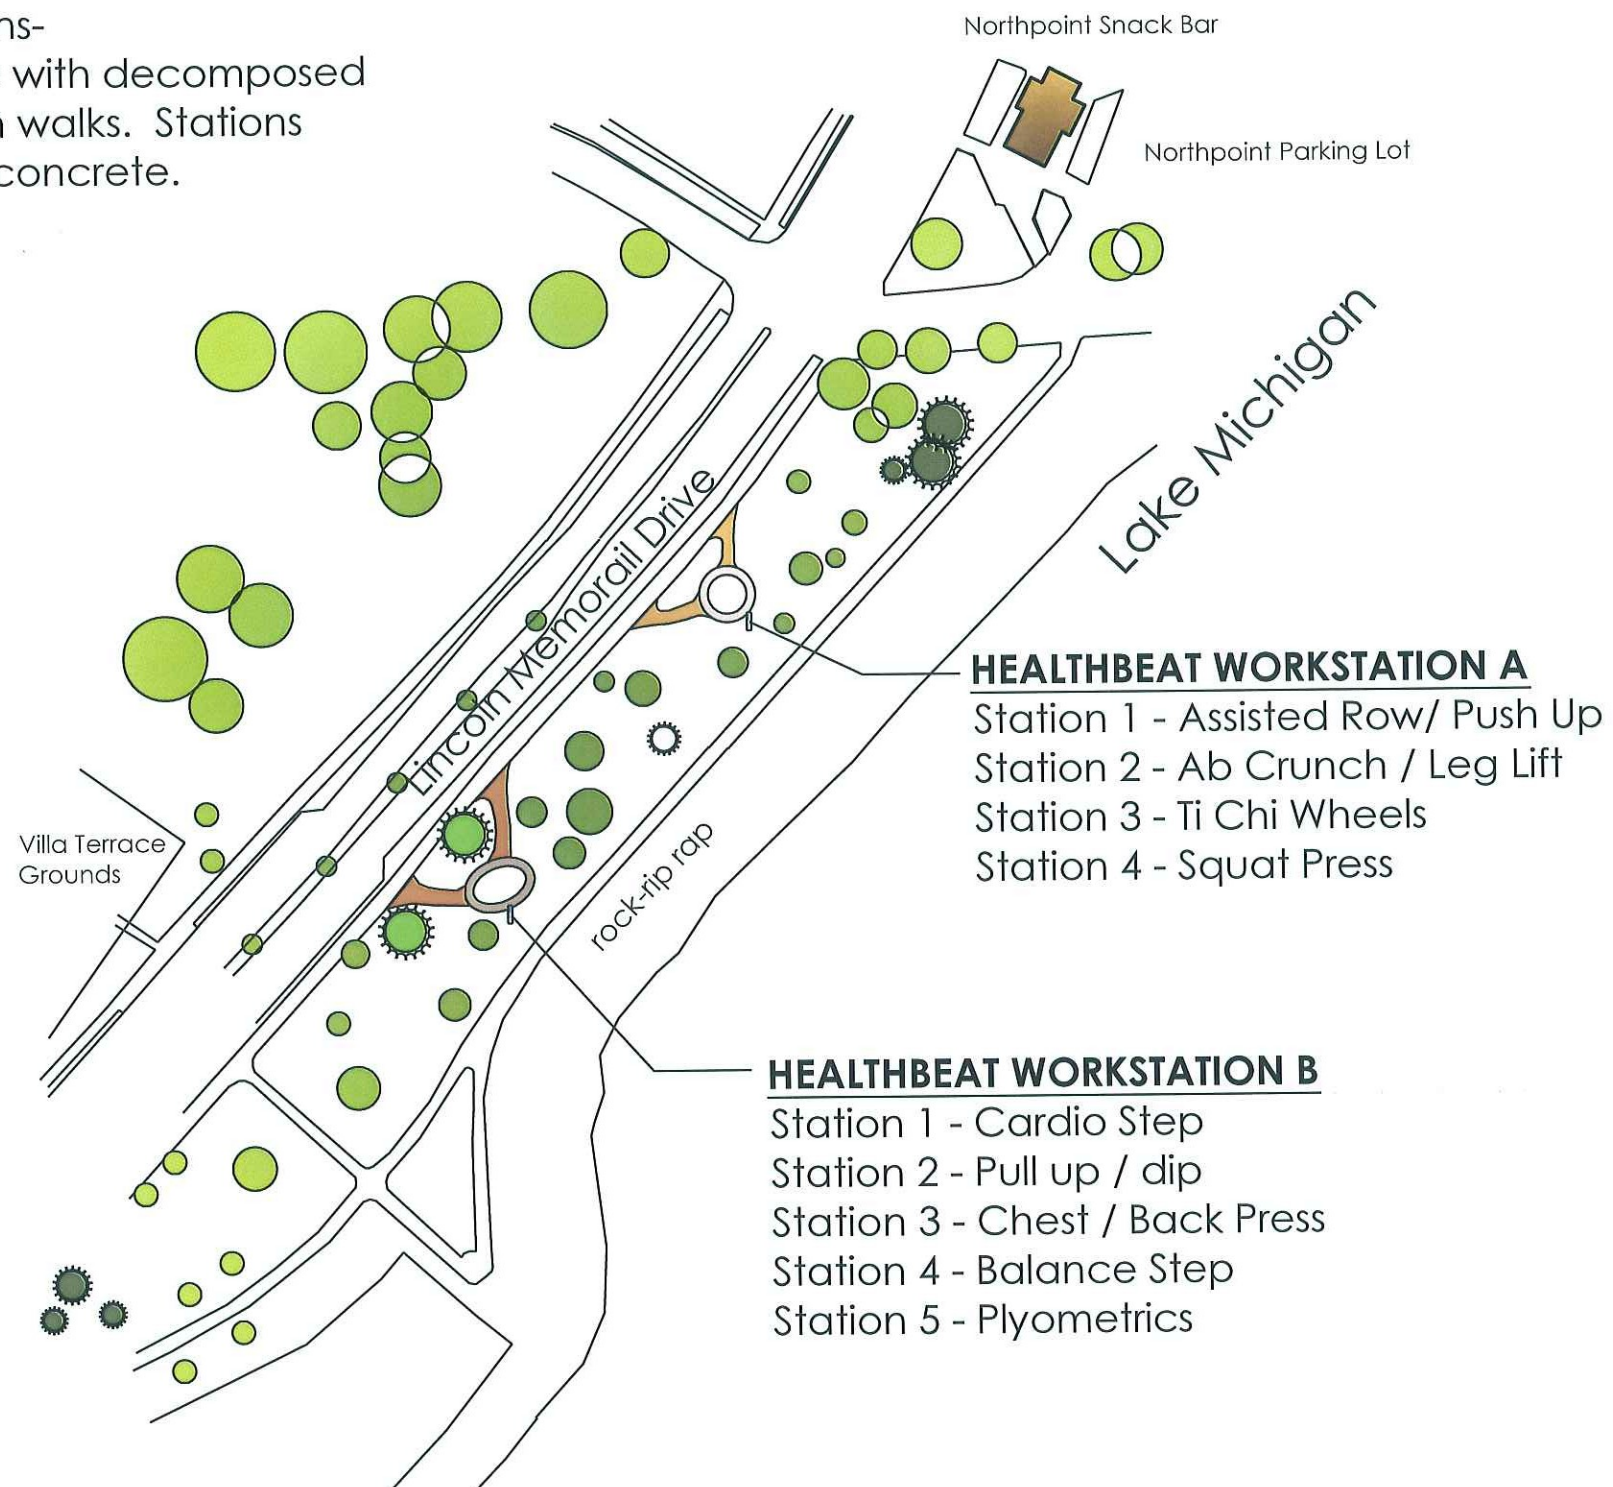 ns-
with decomposed
walks. Stations
concrete.
Northpoint Snack Bar
Northpoint Parking Lot
Lake Michigan
Lincoln Memorail Drive
HEALTHBEAT WORKSTATION A
Station 1 - Assisted Row/ Push Up
Station 2 - Ab Crunch / Leg Lift
Station 3 - Ti Chi Wheels
Station 4 - Squat Press
Villa Terrace
Grounds
rock-rip rap
HEALTHBEAT WORKSTATION B
Station 1 - Cardio Step
Station 2 - Pull up / dip
Station 3 - Chest / Back Press
Station 4 - Balance Step
Station 5 - Plyometrics